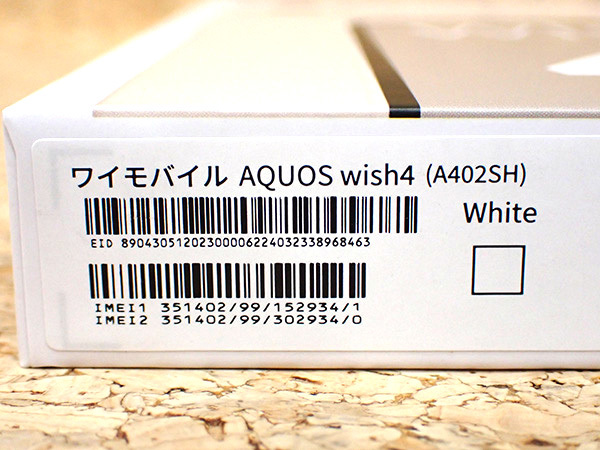 ワイモバイル AQUOS wish4 (A402SH)
White
EID 89043051202300006224032338968463
IMEI1 351402/99/152934/1
IMEI2 351402/99/302934/0